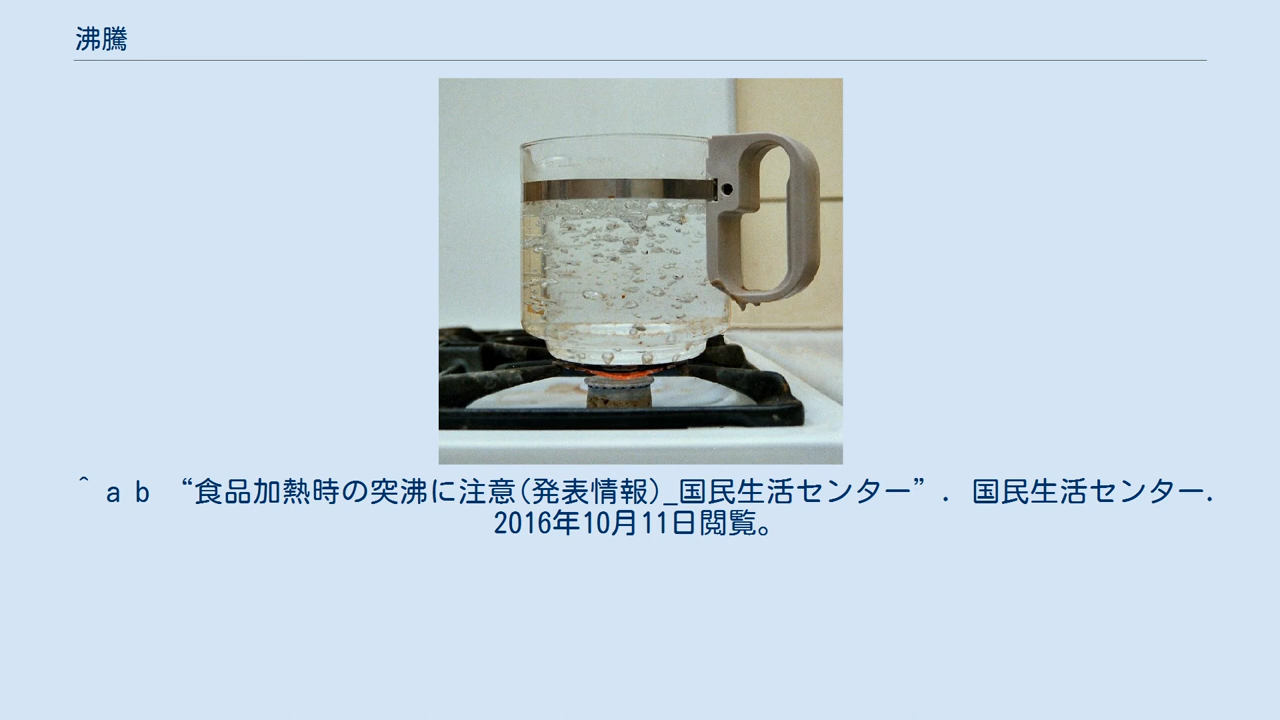 沸騰
^ a b “食品加熱時の突沸に注意(発表情報)_国民生活センター”. 国民生活センター.
2016年10月11日閲覧。